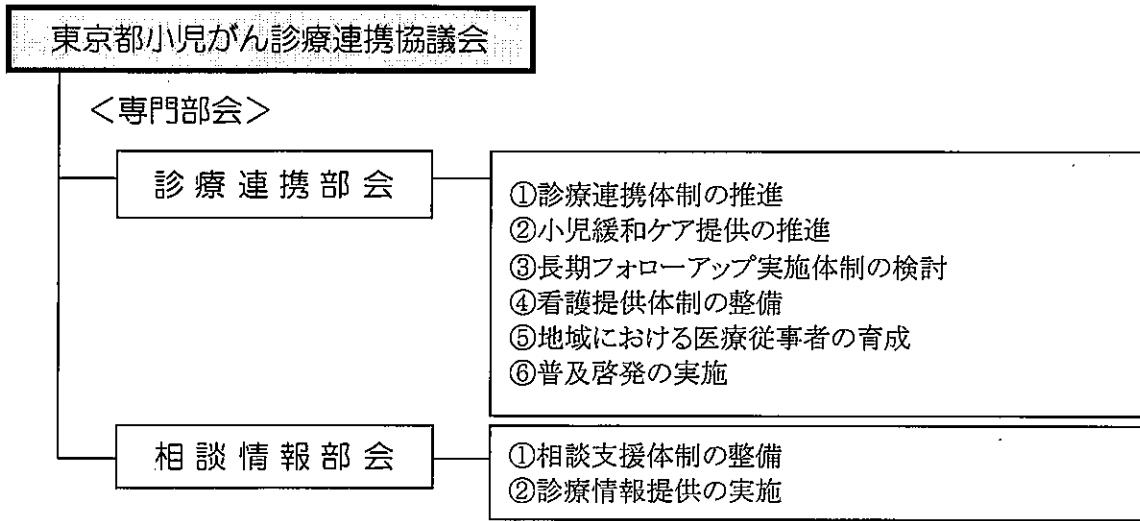 東京都小児がん診療連携協議会
＜専門部会＞
診療連携部会
①診療連携体制の推進
②小児緩和ケア提供の推進
③長期フォローアップ実施体制の検討
④看護提供体制の整備
⑤地域における医療従事者の育成
⑥普及啓発の実施
相談情報部会
①相談支援体制の整備
②診療情報提供の実施